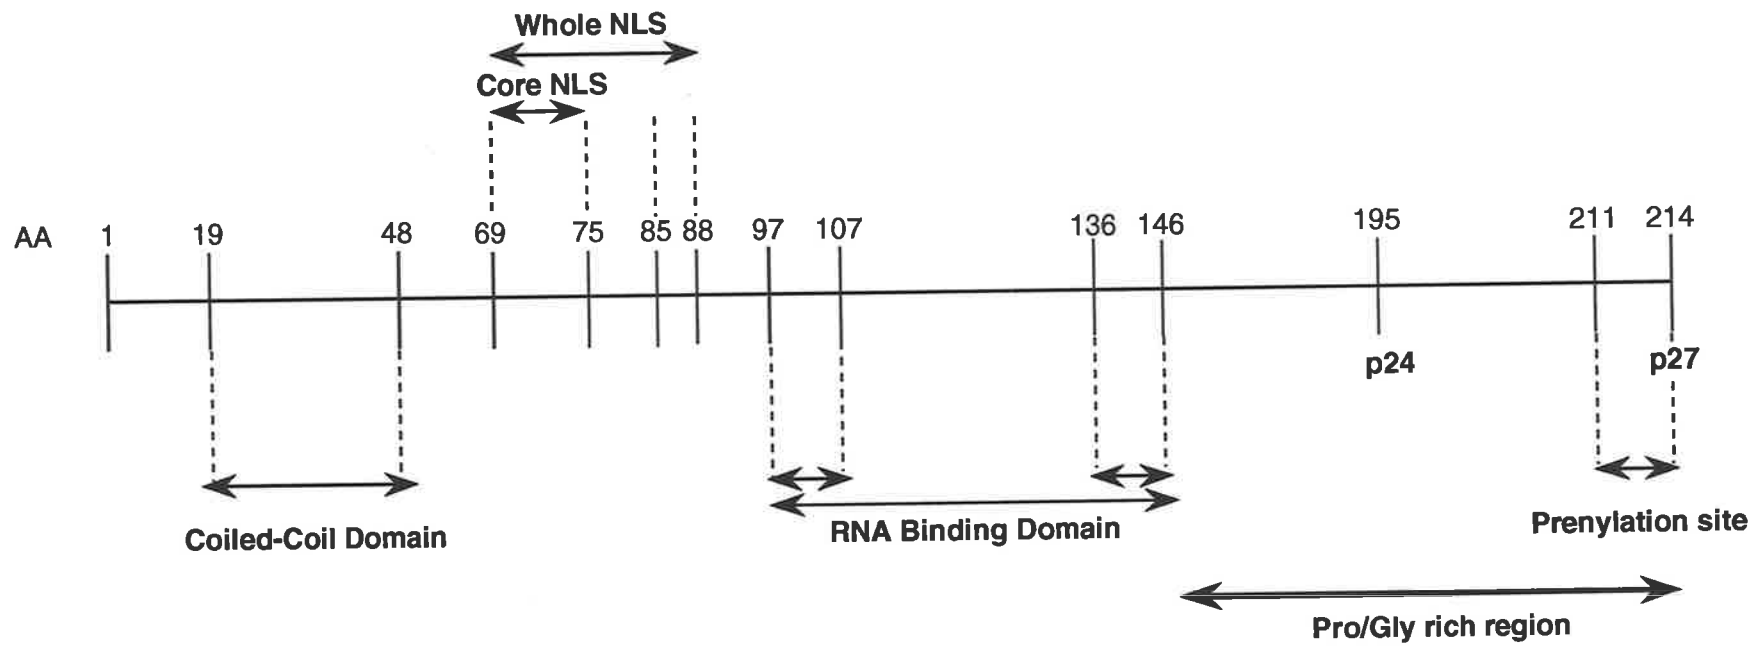 Whole NLS
Core NLS
AA 1 19 48 69 75 85 88 97 107 136 146 195 211 214
p24 p27
Coiled-Coil Domain RNA Binding Domain Prenylation site
Pro/Gly rich region